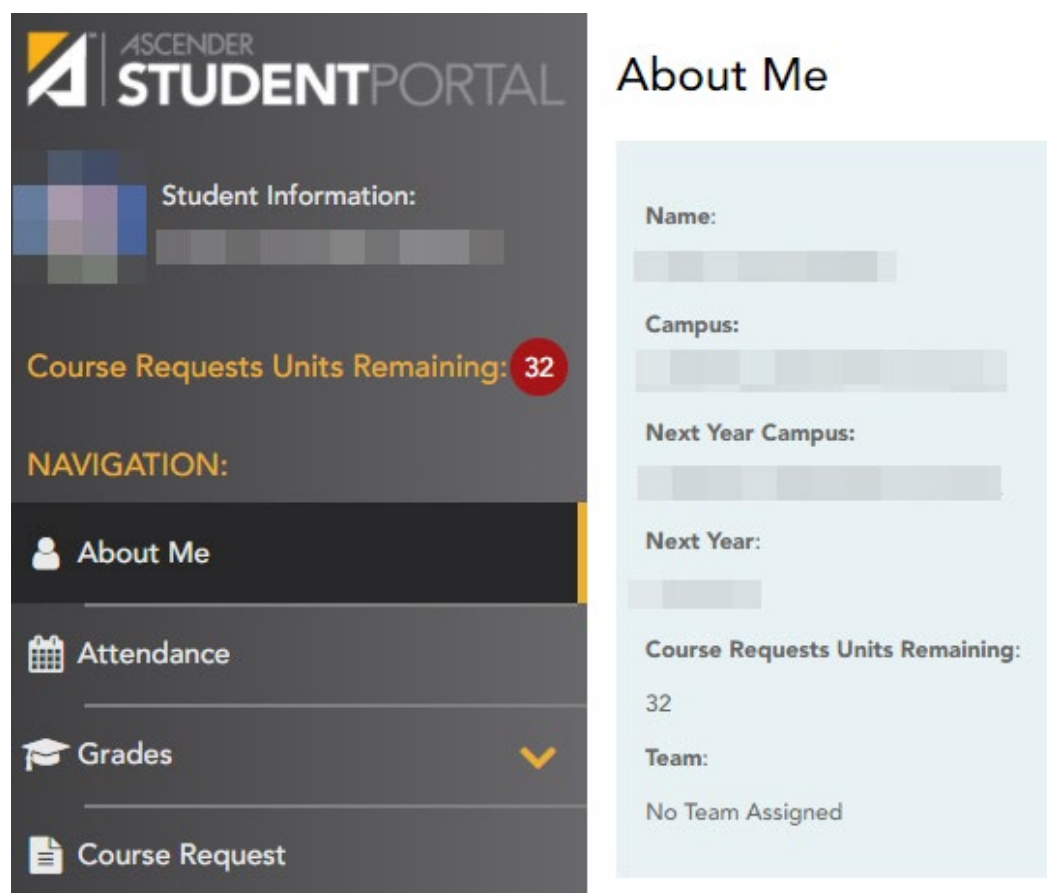 ASCENDER
STUDENTPORTAL
Student Information:
Course Requests Units Remaining: 32
NAVIGATION:
About Me
Attendance
Grades
Course Request
About Me
Name:
Campus:
Next Year Campus:
Next Year:
Course Requests Units Remaining:
32
Team:
No Team Assigned